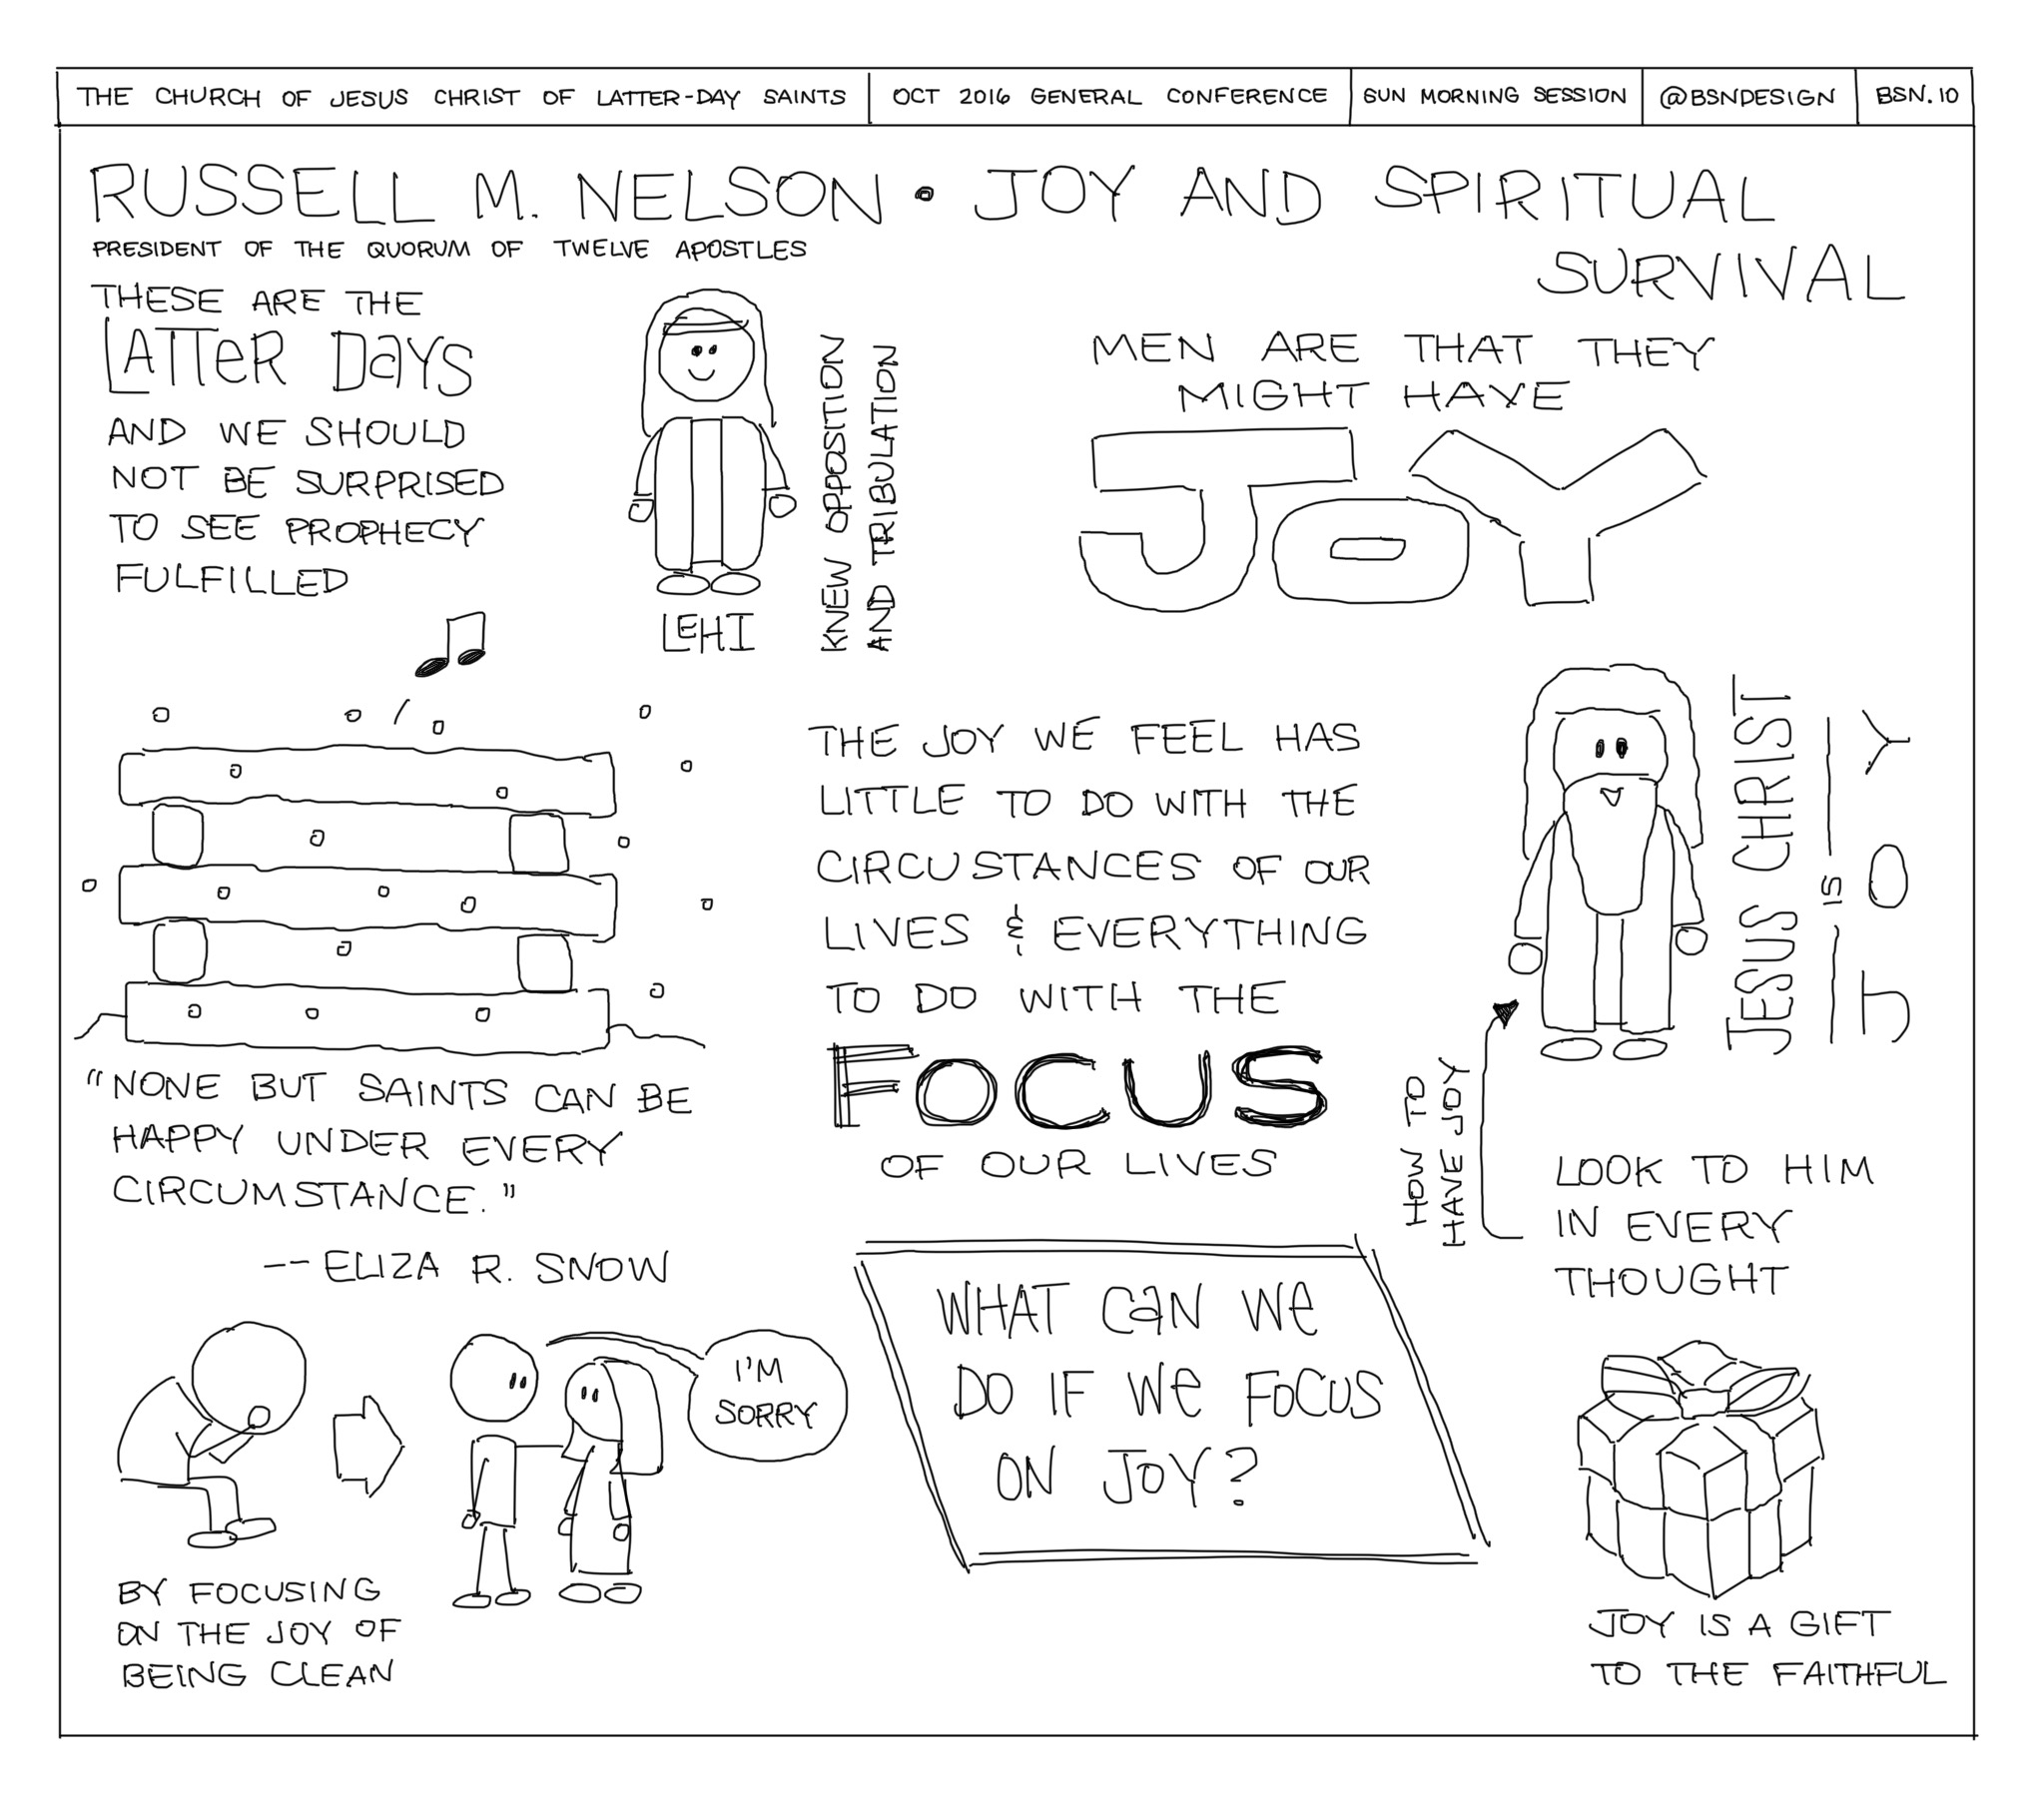 THE CHURCH OF JESUS CHRIST OF LATTER-DAY SAINTS
OCT 2016 GENERAL CONFERENCE
SUN MORNING SESSION
@BSNDESIGN
BSN.10
RUSSELL M. NELSON • JOY AND SPIRITUAL
SURVIVAL
PRESIDENT OF THE QUORUM OF TWELVE APOSTLES
THESE ARE THE
LATTER DAYS
AND WE SHOULD
NOT BE SURPRISED
TO SEE PROPHECY
FULFILLED
LEHI
KNEW OPPOSITION
AND TRIBULATION
MEN ARE THAT THEY
MIGHT HAVE
JOY
"NONE BUT SAINTS CAN BE
HAPPY UNDER EVERY
CIRCUMSTANCE."
-- ELIZA R. SNOW
THE JOY WE FEEL HAS
LITTLE TO DO WITH THE
CIRCUSTANCES OF OUR
LIVES & EVERYTHING
TO DO WITH THE
FOCUS
OF OUR LIVES
JESUS CHRIST
IS
JOY
HOW TO
HAVE JOY
LOOK TO HIM
IN EVERY
THOUGHT
I'M
SORRY
BY FOCUSING
ON THE JOY OF
BEING CLEAN
WHAT CAN WE
DO IF WE FOCUS
ON JOY?
JOY IS A GIFT
TO THE FAITHFUL